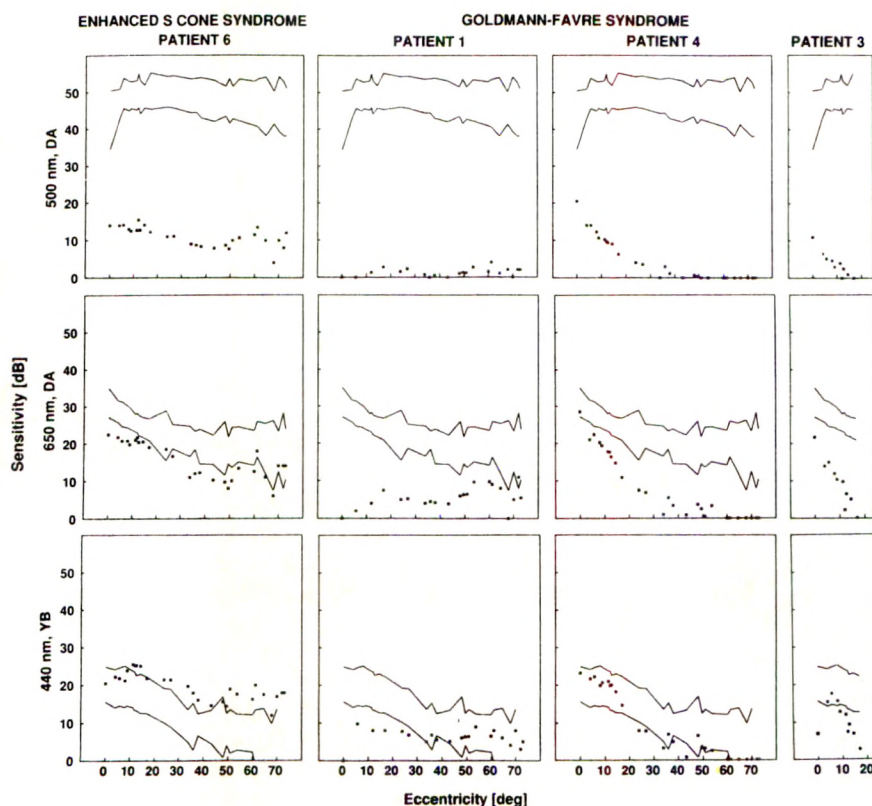 ENHANCED S CONE SYNDROME
GOLDMANN-FAVRE SYNDROME
PATIENT 6
PATIENT 1
PATIENT 4
PATIENT 3
Sensitivity [dB]
500 nm, DA
50
40
30
20
10
0
650 nm, DA
50
40
30
20
10
0
440 nm, YB
50
40
30
20
10
0
0 10 20 30 40 50 60 70
0 10 20 30 40 50 60 70
0 10 20 30 40 50 60 70
0 10 20
Eccentricity [deg]